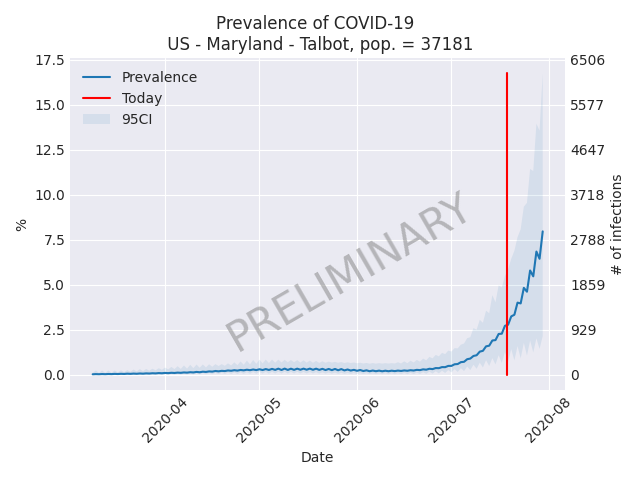 Prevalence of COVID-19
US - Maryland - Talbot, pop. = 37181
17.5
15.0
12.5
10.0
7.5
5.0
2.5
0.0
%
Prevalence
Today
95CI
PRELIMINARY
6506
5577
4647
3718
2788
1859
929
0
# of infections
2020-04
2020-05
2020-06
2020-07
2020-08
Date